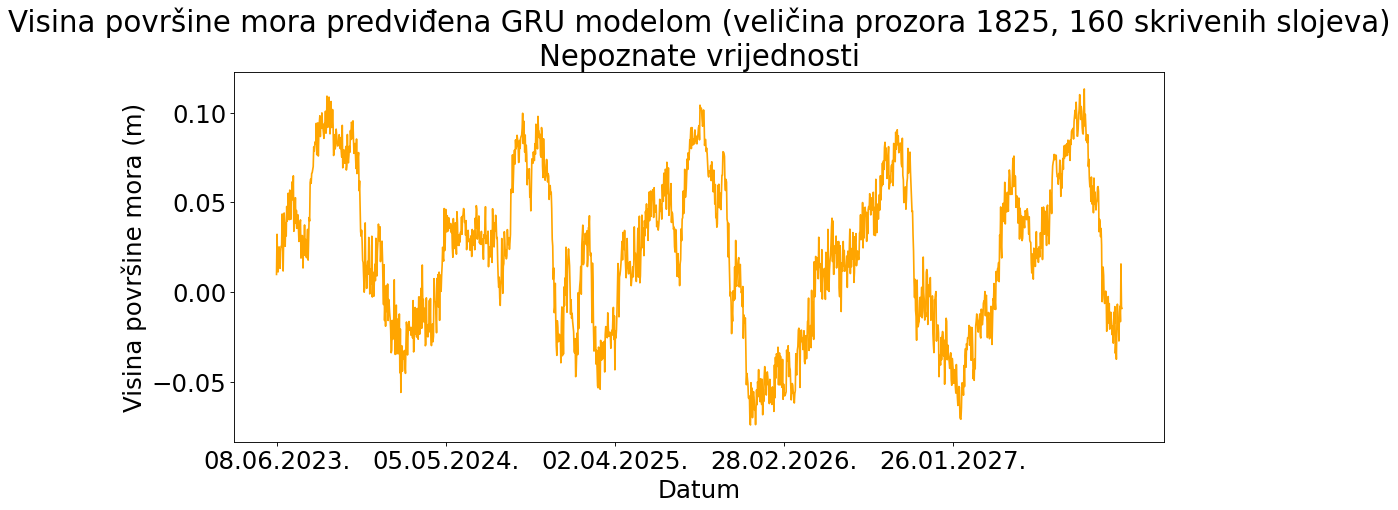 Visina površine mora predviđena GRU modelom (veličina prozora 1825, 160 skrivenih slojeva)
Nepoznate vrijednosti
Visina površine mora (m)
0.10
0.05
0.00
−0.05
08.06.2023. 05.05.2024. 02.04.2025. 28.02.2026. 26.01.2027.
Datum